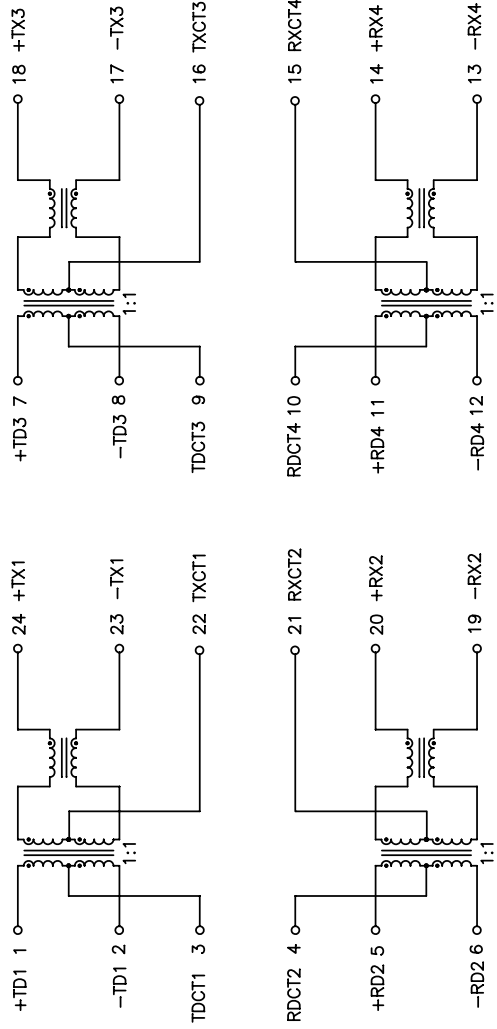 18 +TX3
17 −TX3
16 TXCT3
15 RXCT4
14 +RX4
13 −RX4
1:1
1:1
+TD3 7
−TD3 8
TDCT3 9
RDCT4 10
+RD4 11
−RD4 12
24 +TX1
23 −TX1
22 TXCT1
21 RXCT2
20 +RX2
19 −RX2
1:1
1:1
+TD1 1
−TD1 2
TDCT1 3
RDCT2 4
+RD2 5
−RD2 6